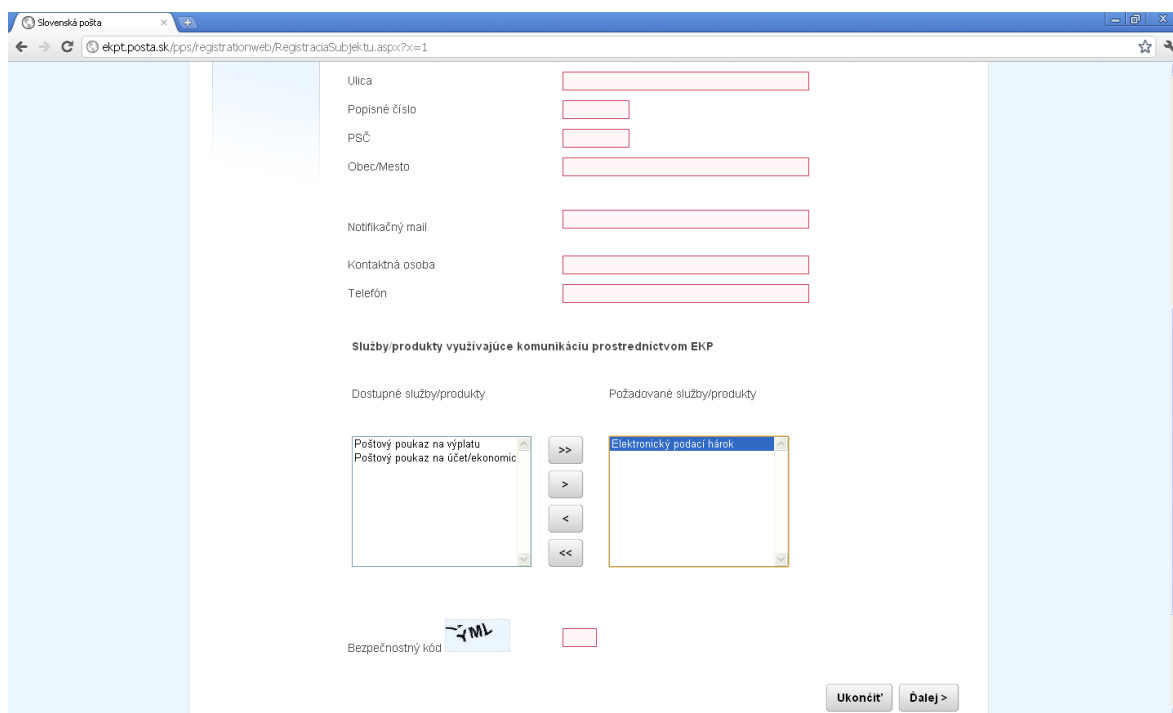 Slovenská pošta
ekpt.posta.sk/pps/registrationweb/RegistraciaSubjektu.aspx?x=1
Ulica
Popisné číslo
PSČ
Obec/Mesto
Notifikačný mail
Kontaktná osoba
Telefón
Služby/produkty využívajúce komunikáciu prostredníctvom EKP
Dostupné služby/produkty Požadované služby/produkty
Poštový poukaz na výplatu >> Elektronický podací hárok
Poštový poukaz na účet/ekonomic
>
<
<<
Bezpečnostný kód
Ukončiť Ďalej >